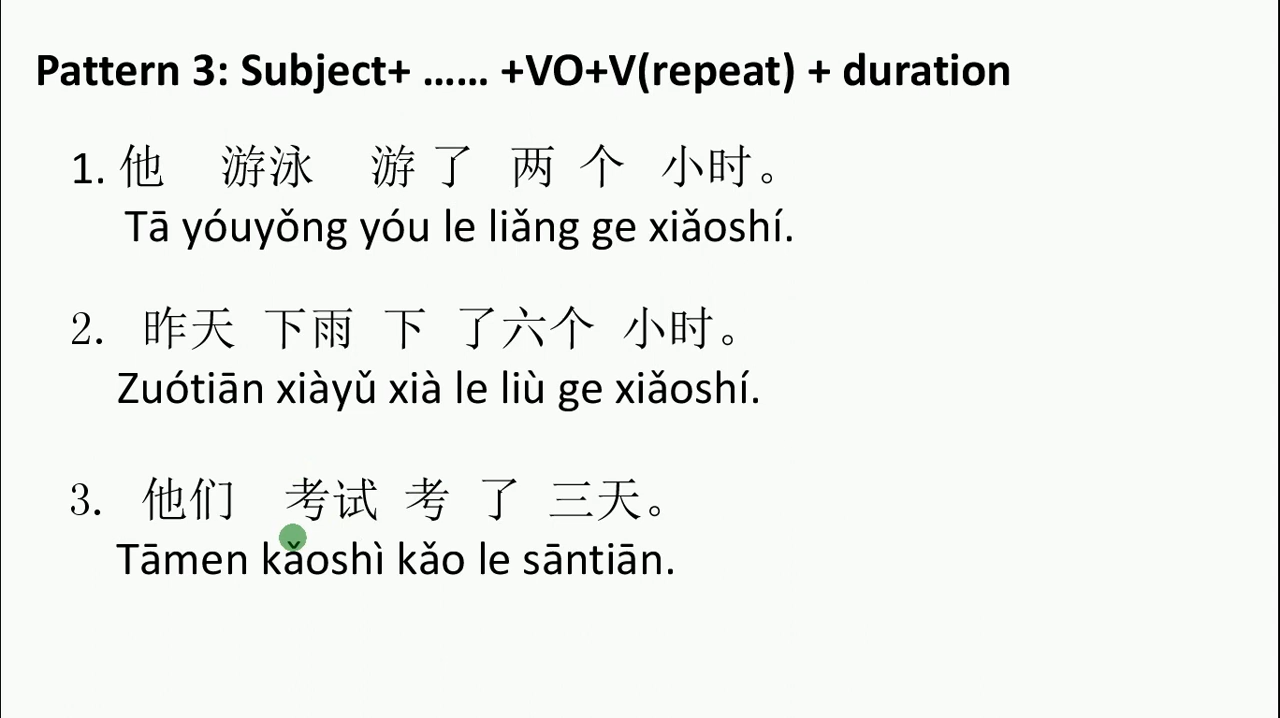 Pattern 3: Subject+ …… +VO+V(repeat) + duration
1. 他 游泳 游 了 两 个 小时。
Tā yóuyǒng yóu le liǎng ge xiǎoshí.
2. 昨天 下雨 下 了六个 小时。
Zuótiān xiàyǔ xià le liù ge xiǎoshí.
3. 他们 考试 考 了 三天。
Tāmen kǎoshì kǎo le sāntiān.